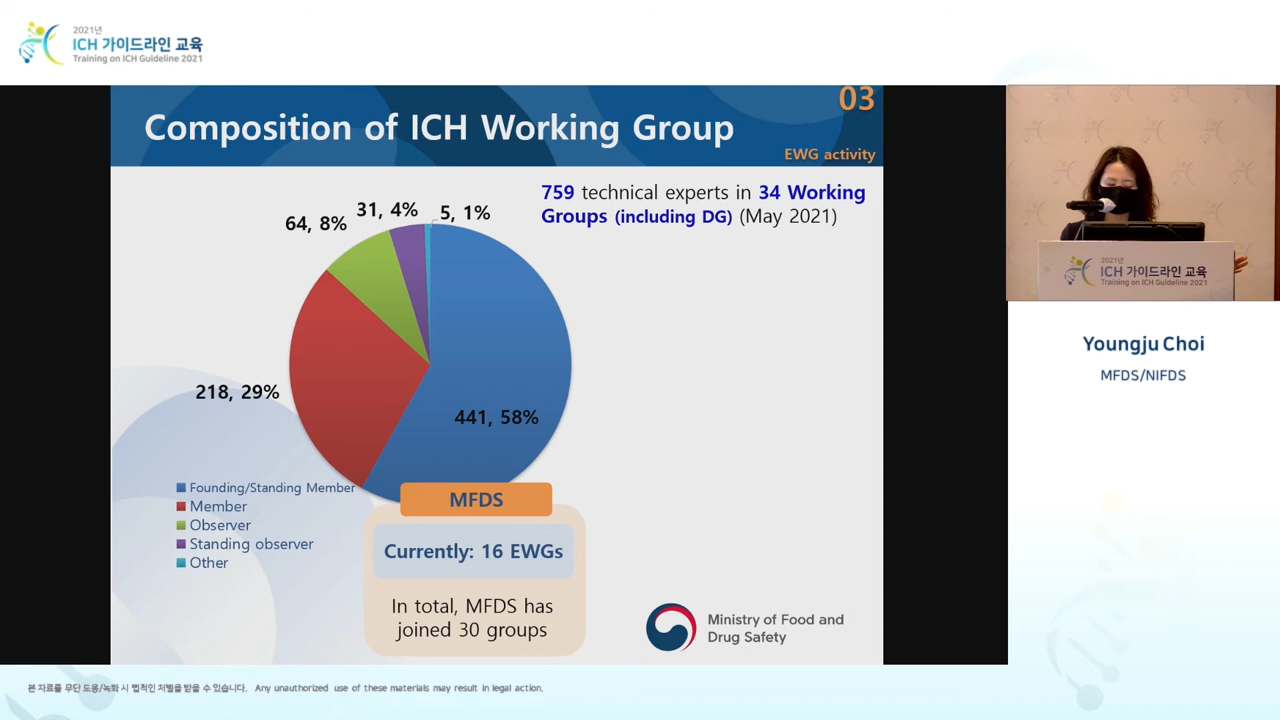 2021년
ICH 가이드라인 교육
Training on ICH Guideline 2021
03
Composition of ICH Working Group
EWG activity
759 technical experts in 34 Working
Groups (including DG) (May 2021)
31, 4%
5, 1%
64, 8%
218, 29%
441, 58%
Founding/Standing Member
Member
Observer
Standing observer
Other
MFDS
Currently: 16 EWGs
In total, MFDS has
joined 30 groups
Ministry of Food and
Drug Safety
2021년
ICH 가이드라인 교육
Training on ICH Guideline 2021
Youngju Choi
MFDS/NIFDS
본 자료를 무단 도용/녹화 시 법적인 처벌을 받을 수 있습니다. Any unauthorized use of these materials may result in legal action.